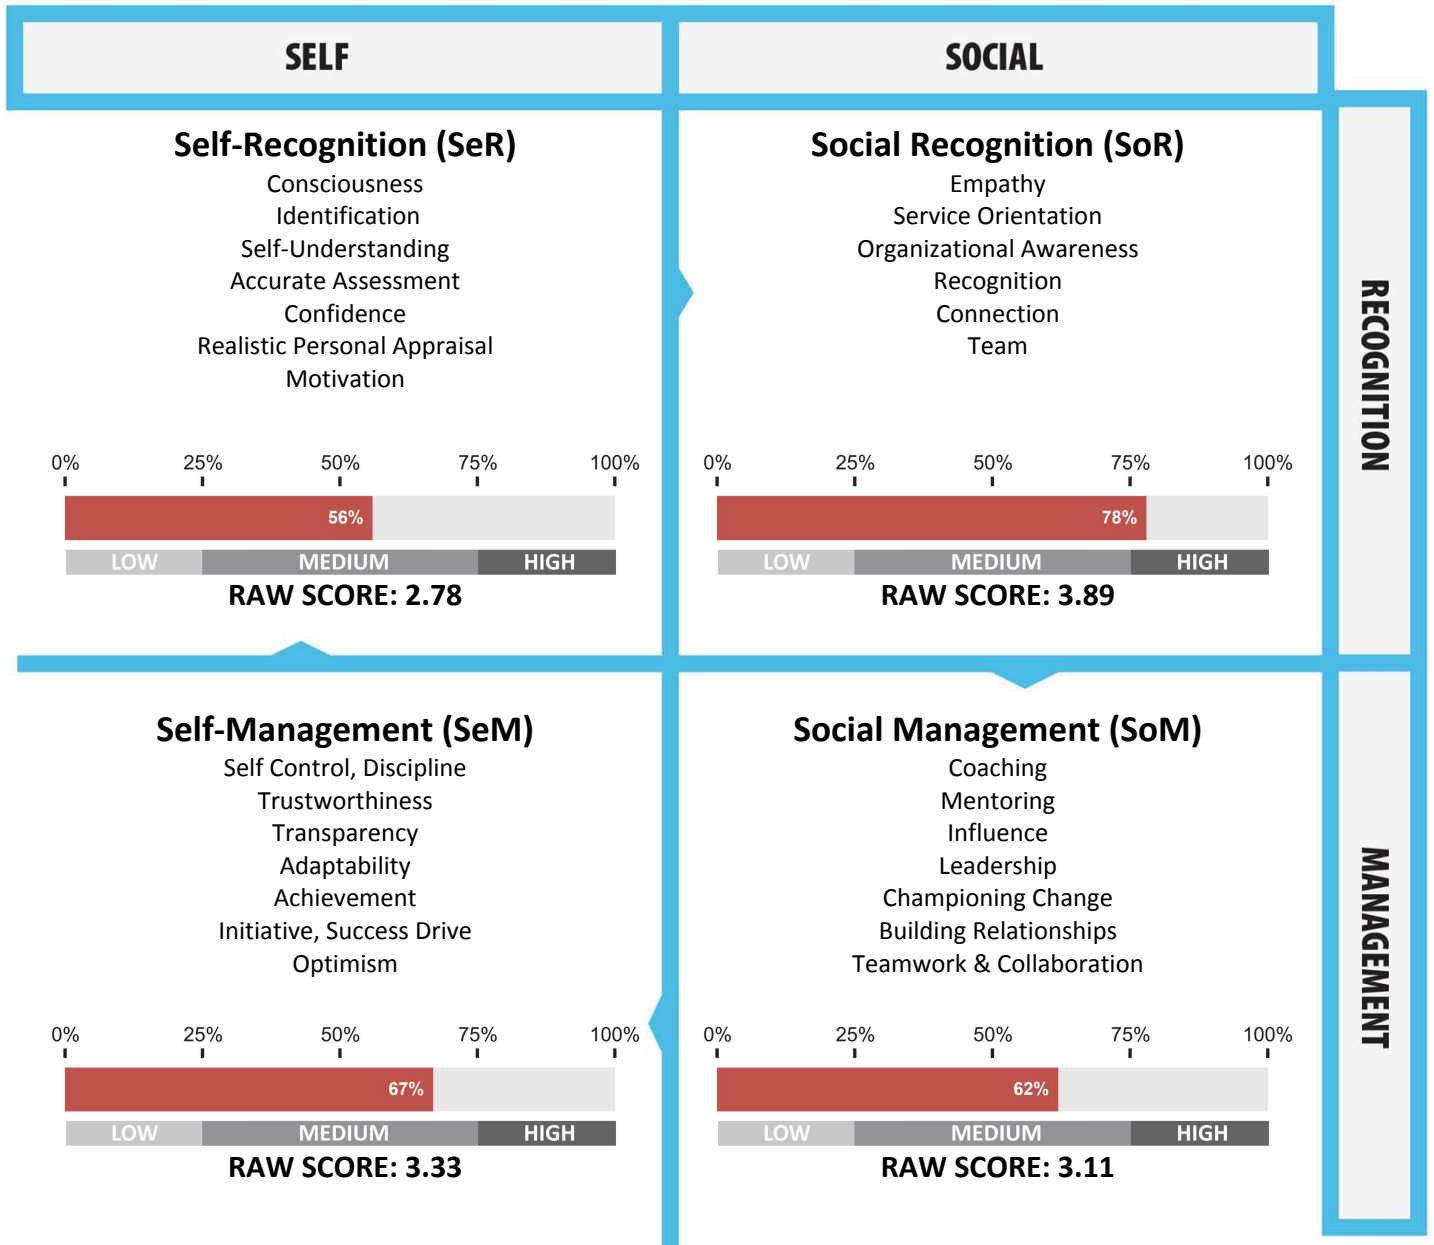 SELF
SOCIAL
RECOGNITION
Self-Recognition (SeR)
Consciousness
Identification
Self-Understanding
Accurate Assessment
Confidence
Realistic Personal Appraisal
Motivation
0% 25% 50% 75% 100%
56%
LOW MEDIUM HIGH
RAW SCORE: 2.78
Social Recognition (SoR)
Empathy
Service Orientation
Organizational Awareness
Recognition
Connection
Team
0% 25% 50% 75% 100%
78%
LOW MEDIUM HIGH
RAW SCORE: 3.89
MANAGEMENT
Self-Management (SeM)
Self Control, Discipline
Trustworthiness
Transparency
Adaptability
Achievement
Initiative, Success Drive
Optimism
0% 25% 50% 75% 100%
67%
LOW MEDIUM HIGH
RAW SCORE: 3.33
Social Management (SoM)
Coaching
Mentoring
Influence
Leadership
Championing Change
Building Relationships
Teamwork & Collaboration
0% 25% 50% 75% 100%
62%
LOW MEDIUM HIGH
RAW SCORE: 3.11